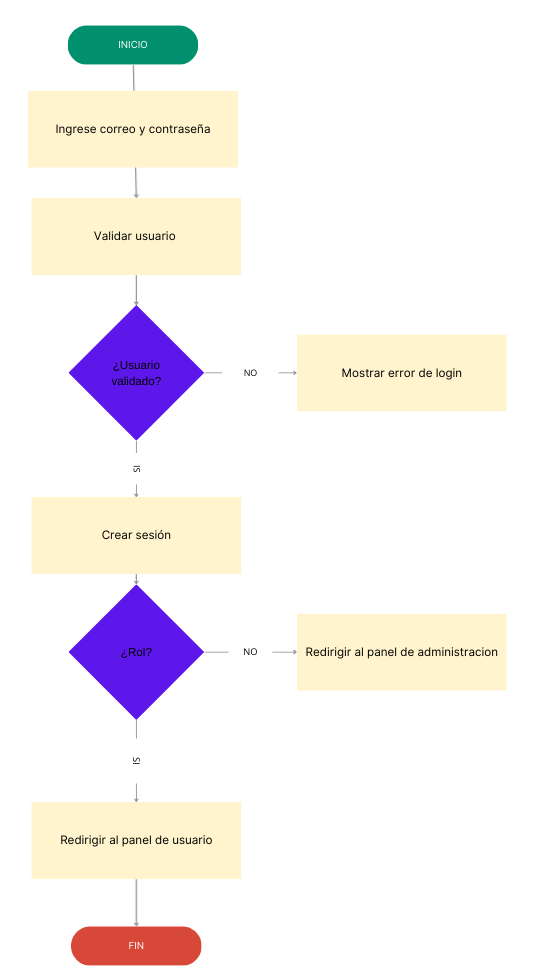 INICIO
Ingrese correo y contraseña
Validar usuario
¿Usuario
validado?
NO
Mostrar error de login
SI
Crear sesión
¿Rol?
NO
Redirigir al panel de administracion
SI
Redirigir al panel de usuario
FIN